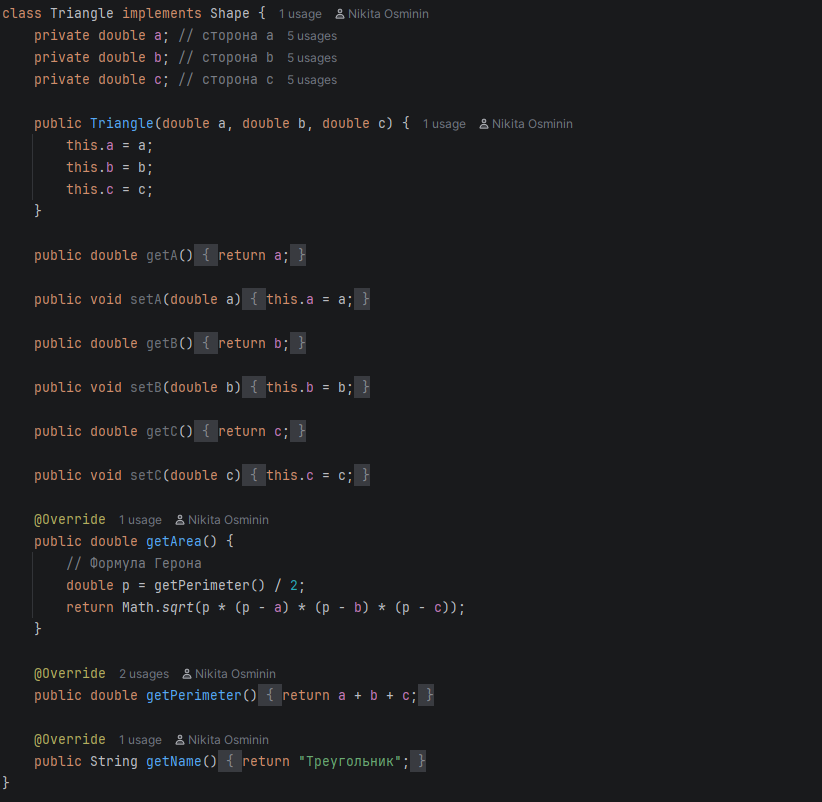 class Triangle implements Shape {  1 usage  Nikita Osminin
    private double a; // сторона a  5 usages
    private double b; // сторона b  5 usages
    private double c; // сторона c  5 usages

    public Triangle(double a, double b, double c) {  1 usage  Nikita Osminin
        this.a = a;
        this.b = b;
        this.c = c;
    }

    public double getA() { return a; }

    public void setA(double a) { this.a = a; }

    public double getB() { return b; }

    public void setB(double b) { this.b = b; }

    public double getC() { return c; }

    public void setC(double c) { this.c = c; }

    @Override  1 usage  Nikita Osminin
    public double getArea() {
        // Формула Герона
        double p = getPerimeter() / 2;
        return Math.sqrt(p * (p - a) * (p - b) * (p - c));
    }

    @Override  2 usages  Nikita Osminin
    public double getPerimeter() { return a + b + c; }

    @Override  1 usage  Nikita Osminin
    public String getName() { return "Треугольник"; }
}